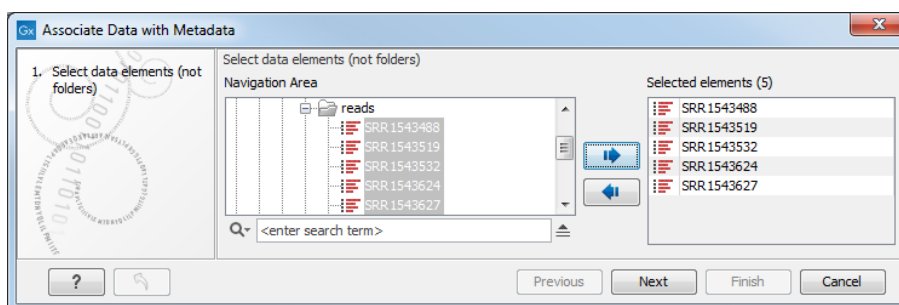 Gx Associate Data with Metadata
1. Select data elements (not
folders)
Select data elements (not folders)
Navigation Area
reads
SRR1543488
SRR1543519
SRR1543532
SRR1543624
SRR1543627
<enter search term>
Selected elements (5)
SRR1543488
SRR1543519
SRR1543532
SRR1543624
SRR1543627
?
Previous
Next
Finish
Cancel